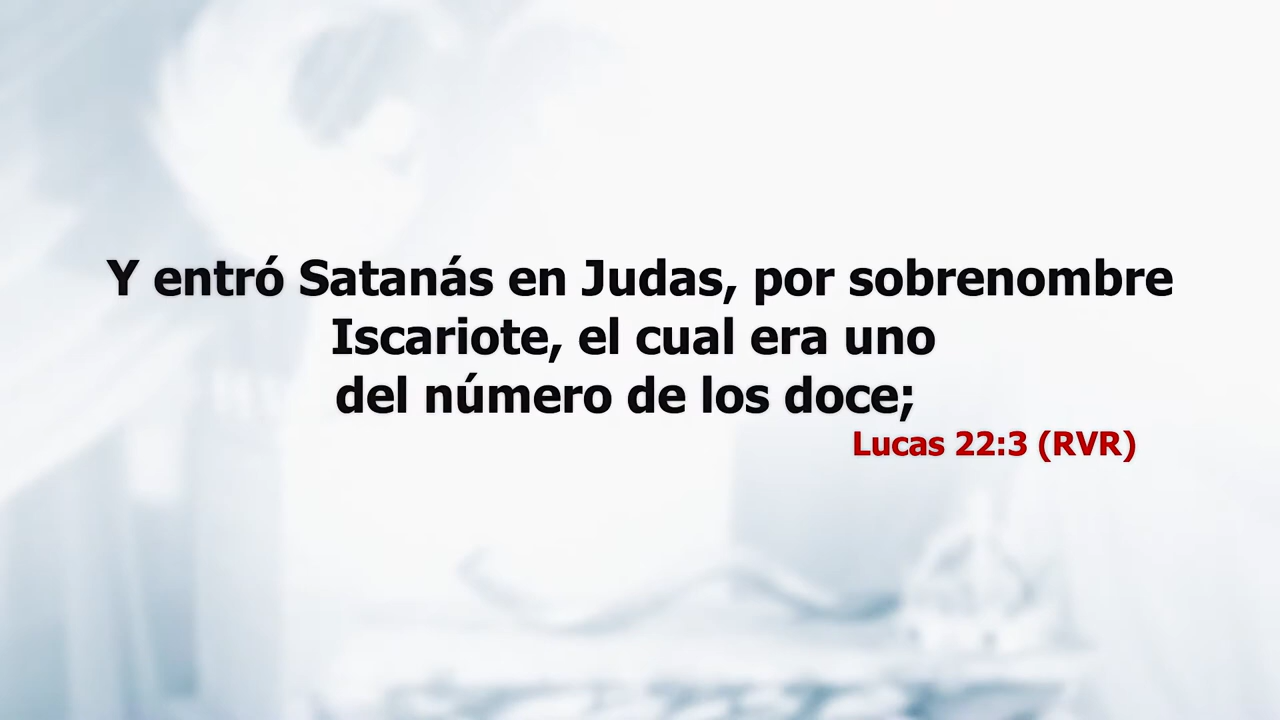 Y entró Satanás en Judas, por sobrenombre
Iscariote, el cual era uno
del número de los doce;
Lucas 22:3 (RVR)